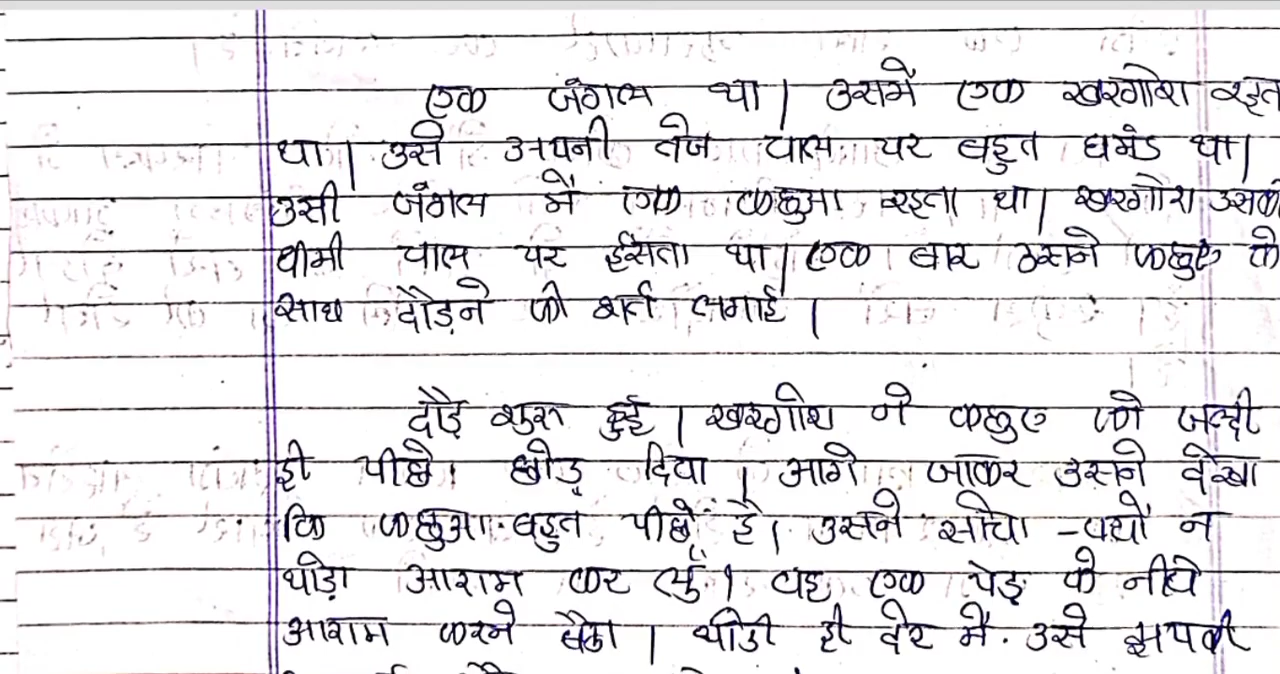 एक जंगल था। उसमें एक खरगोश रहत
था। उसे अपनी तेज चाल पर बहुत घमंड था।
उसी जंगल में एक कछुआ रहता था। खरगोश उसकी
धीमी चाल पर हँसता था। एक बार उसने कछुए के
साथ दौड़ने की शर्त लगाई।
दौड़ शुरू हुई। खरगोश ने कछुए को जल्दी
ही पीछे। छोड़ दिया। आगे जाकर उसने देखा
कि कछुआ बहुत पीछे है। उसने सोचा -क्यों न
थोड़ा आराम कर लूँ। वह एक पेड़ के नीचे
आराम करने बैठा। थोडी ही देर में. उसे झपकी